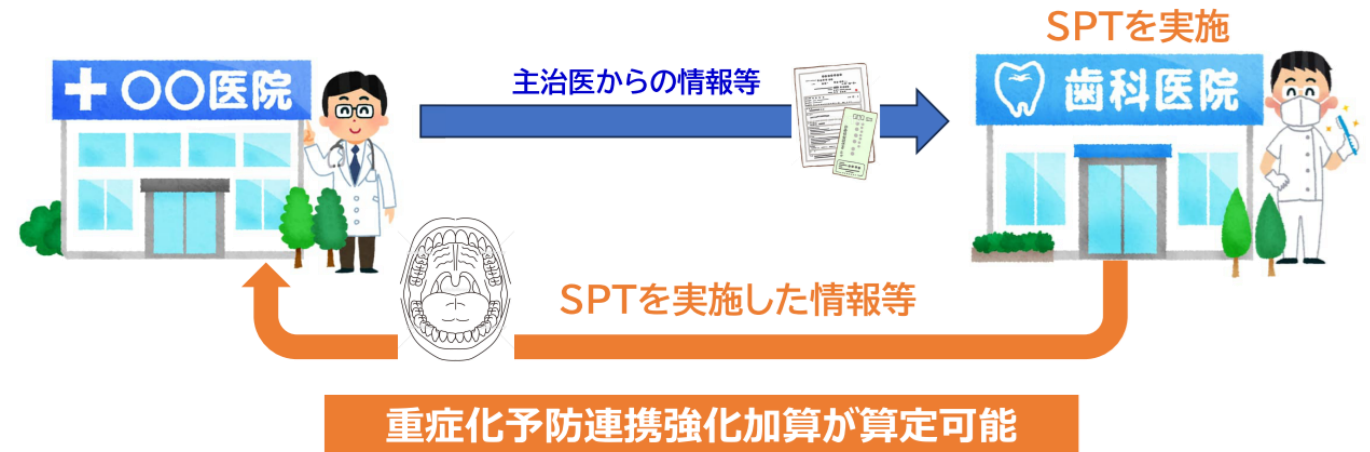 SPTを実施
〇〇医院
主治医からの情報等
歯科医院
SPTを実施した情報等
重症化予防連携強化加算が算定可能